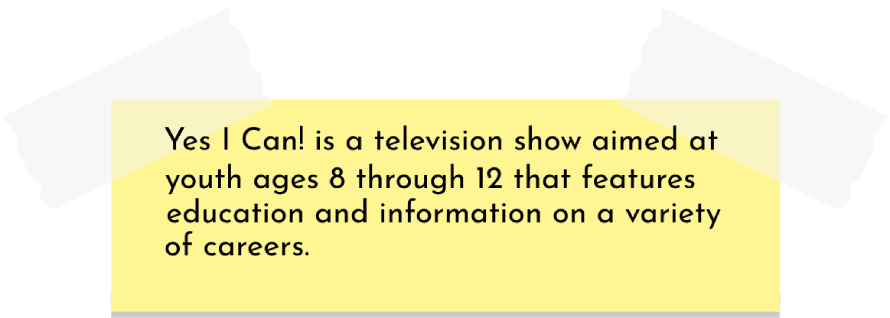 Yes I Can! is a television show aimed at
youth ages 8 through 12 that features
education and information on a variety
of careers.